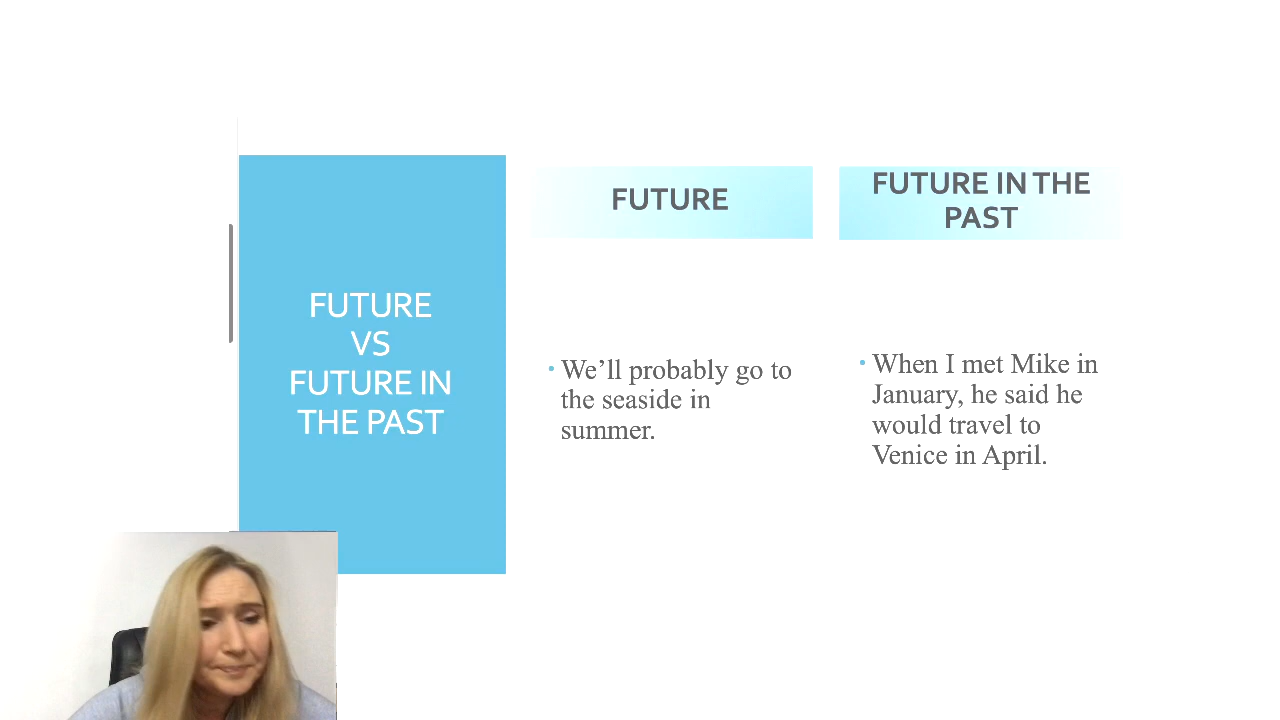 FUTURE
VS
FUTURE IN
THE PAST
FUTURE
• We’ll probably go to
the seaside in
summer.
FUTURE IN THE
PAST
• When I met Mike in
January, he said he
would travel to
Venice in April.